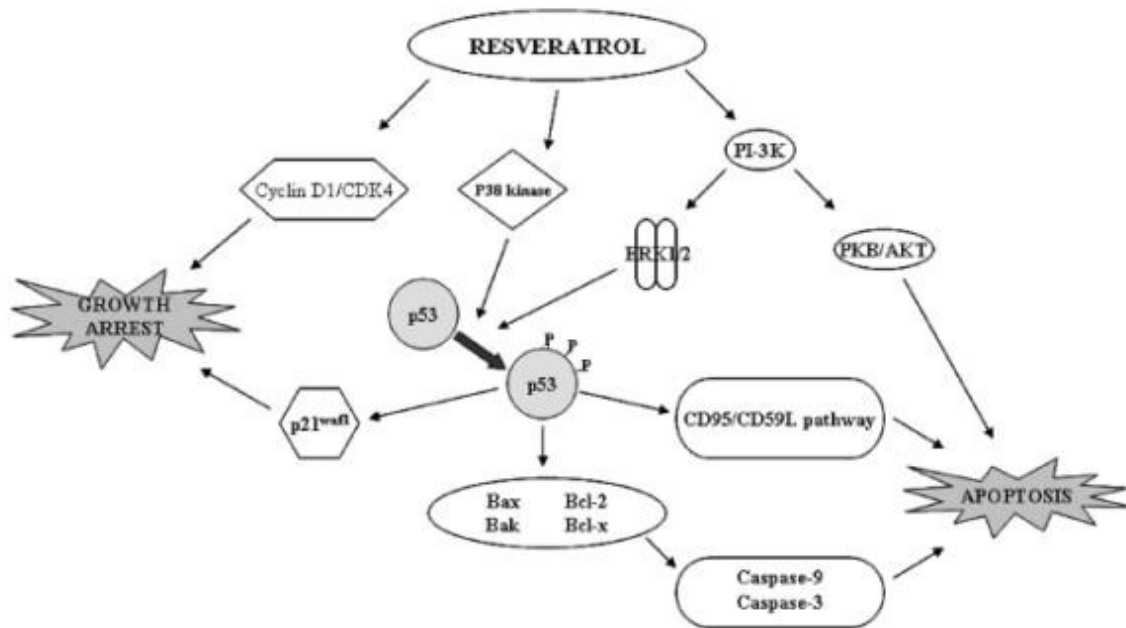 RESVERATROL
PI-3K
Cyclin D1/CDK4
P38 kinase
ERK1/2
PKB/AKT
GROWTH
ARREST
p53
P
P
P
p53
p21waf1
CD95/CD59L pathway
Bax Bcl-2
Bak Bcl-x
APOPTOSIS
Caspase-9
Caspase-3